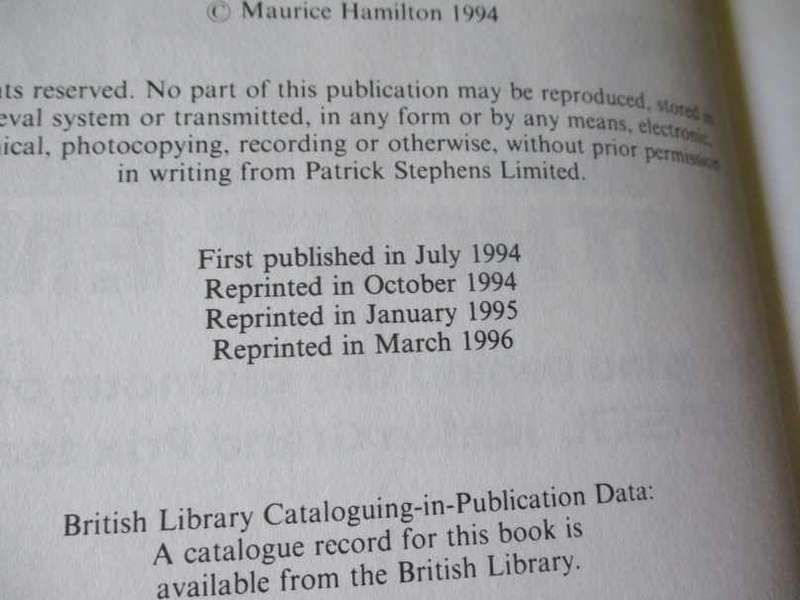 © Maurice Hamilton 1994
reserved. No part of this publication may be reproduced, stored in
system or transmitted, in any form or by any means, electronic,
photocopying, recording or otherwise, without prior permission
in writing from Patrick Stephens Limited.
First published in July 1994
Reprinted in October 1994
Reprinted in January 1995
Reprinted in March 1996
British Library Cataloguing-in-Publication Data:
A catalogue record for this book is
available from the British Library.